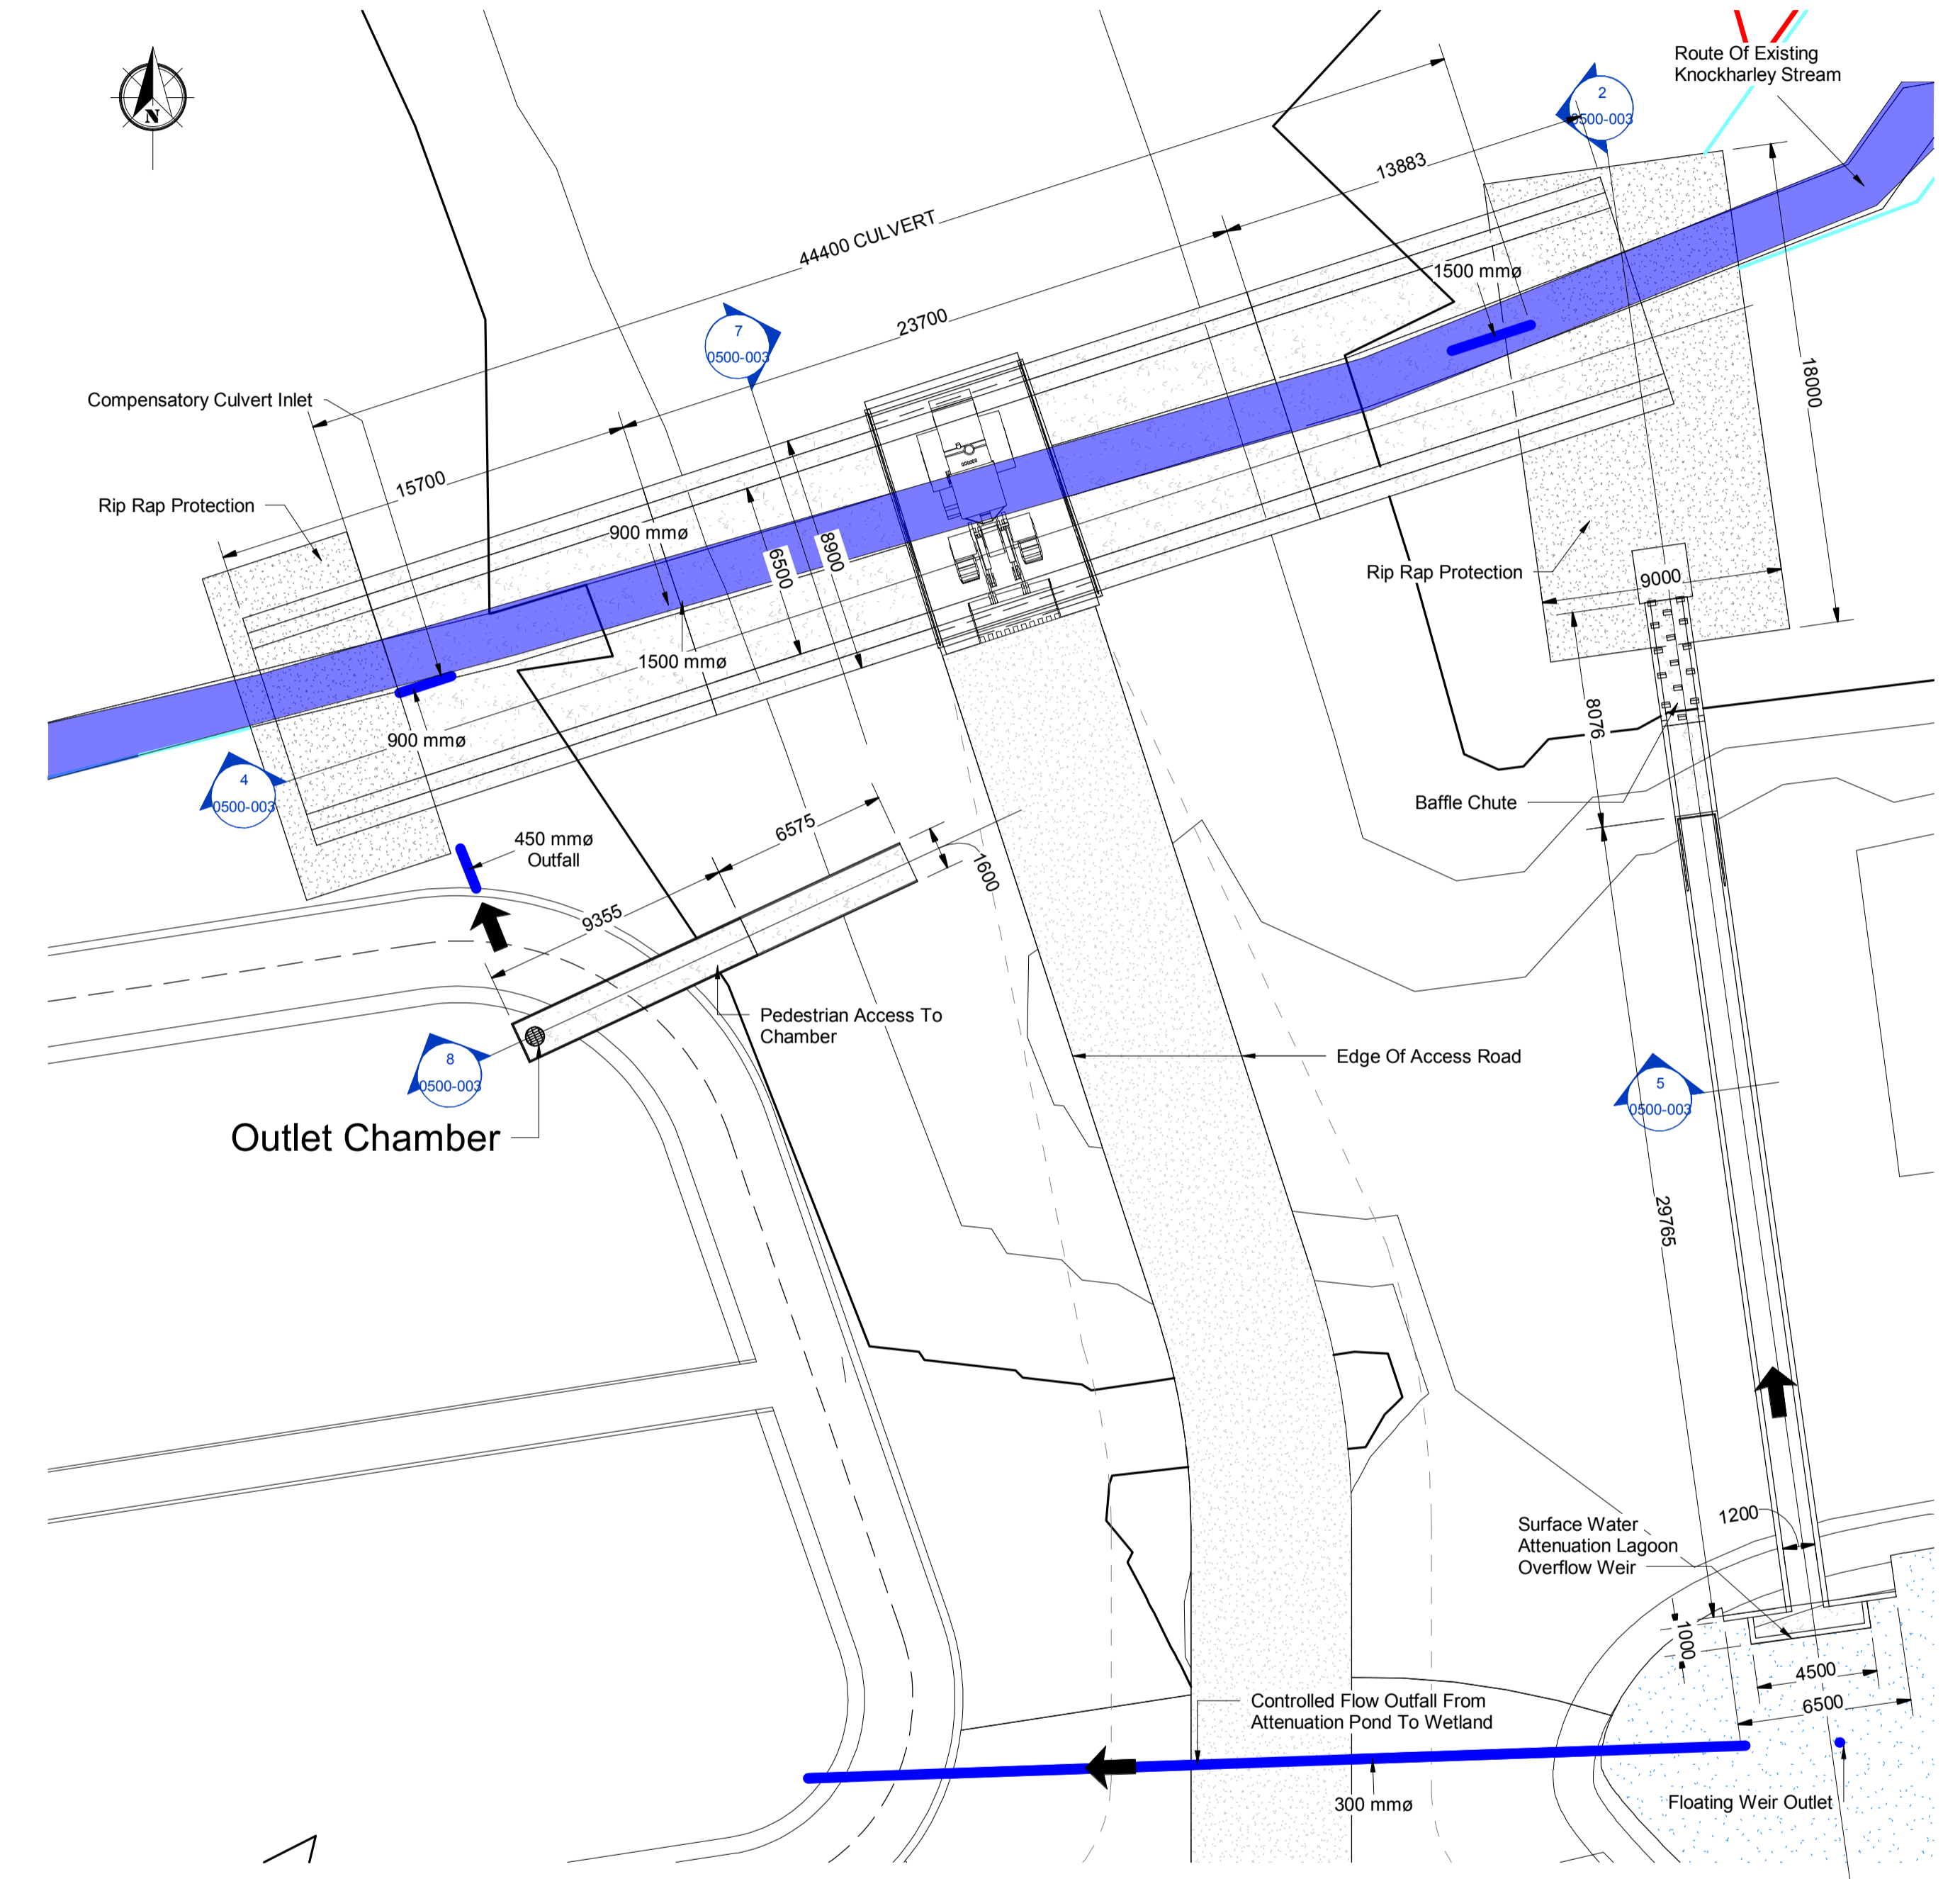 Route Of Existing
Knockharley Stream
N
2
0500-003
13883
44400 CULVERT
1500 mmø
23700
7
0500-003
18000
Compensatory Culvert Inlet
15700
Rip Rap Protection
900 mmø
6500
8900
Rip Rap Protection
9000
1500 mmø
8076
900 mmø
4
0500-003
Baffle Chute
450 mmø
Outfall
6575
1600
9355
Pedestrian Access To
Chamber
Edge Of Access Road
8
0500-003
5
0500-003
Outlet Chamber
29765
1200
Surface Water
Attenuation Lagoon
Overflow Weir
1000
4500
6500
Controlled Flow Outfall From
Attenuation Pond To Wetland
300 mmø
Floating Weir Outlet